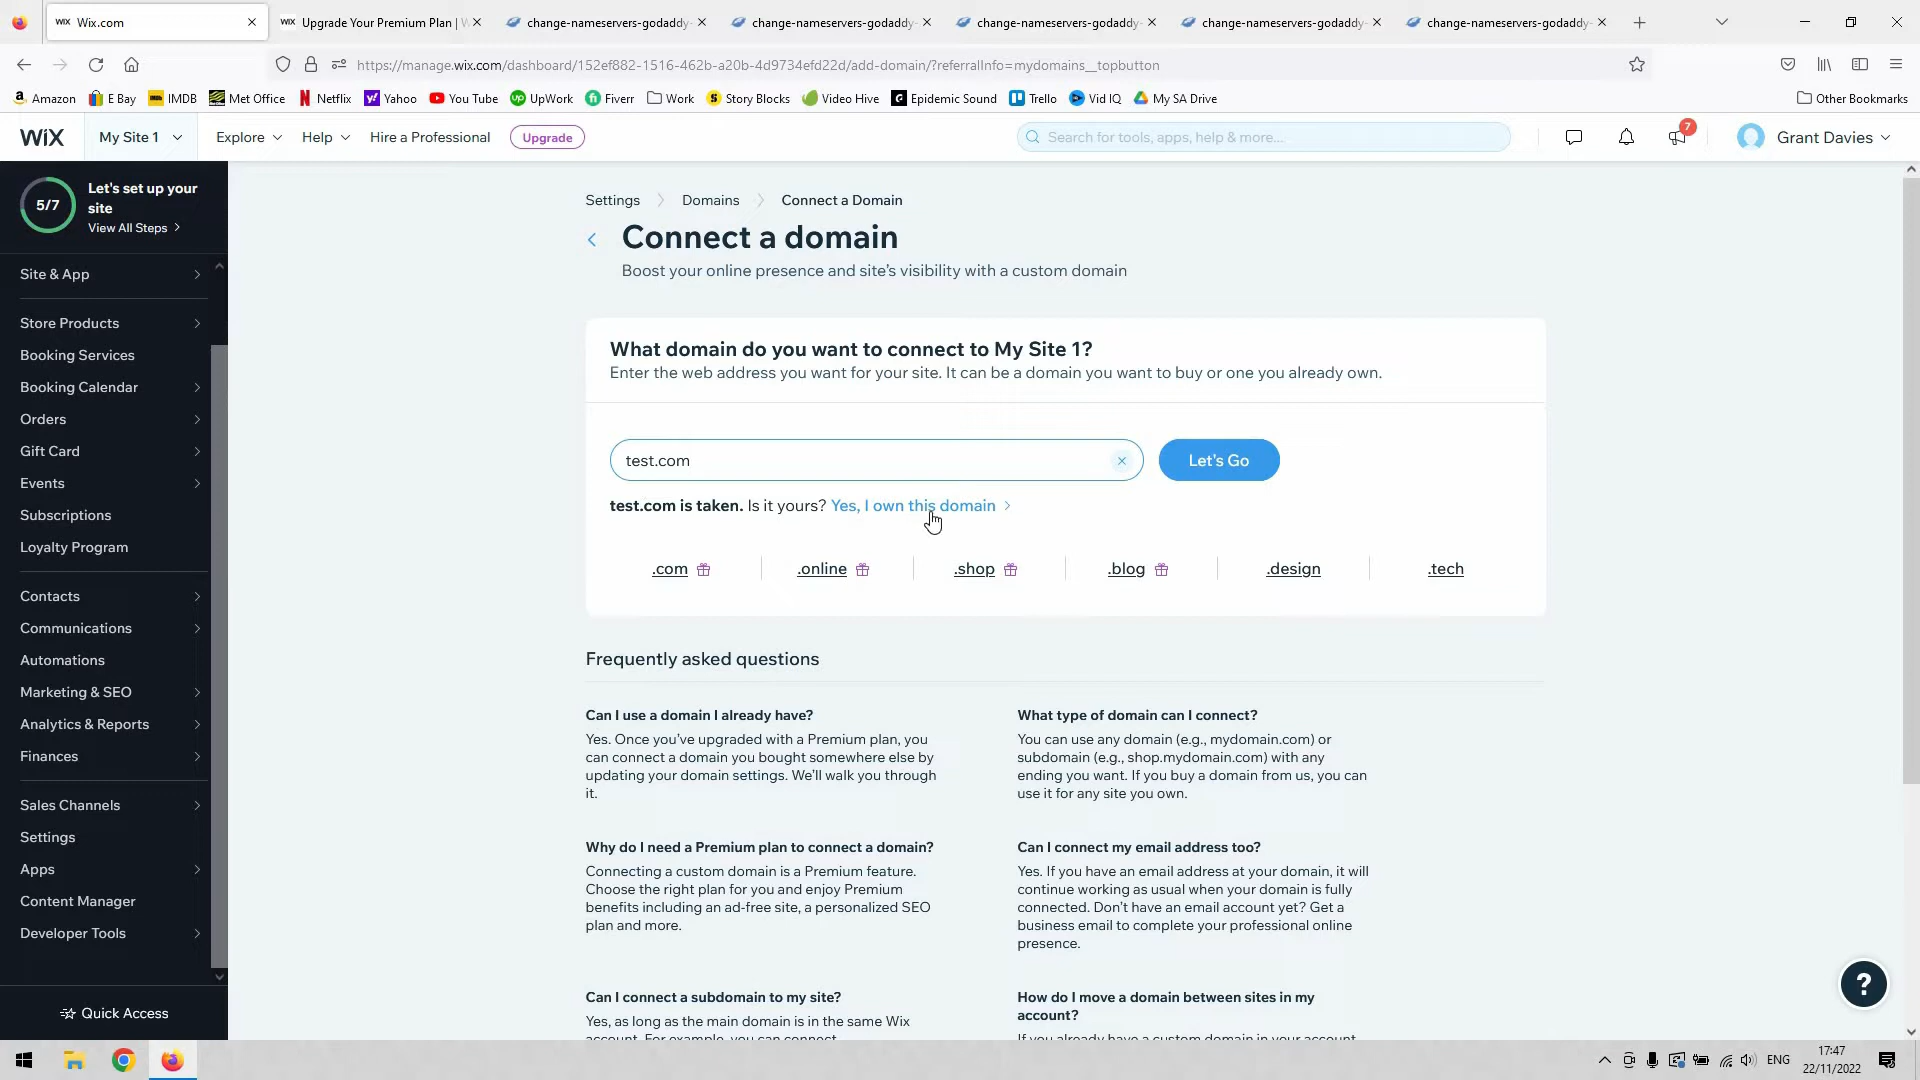 Wix.com
Upgrade Your Premium Plan | W
change-nameservers-godaddy-
change-nameservers-godaddy-
change-nameservers-godaddy-
change-nameservers-godaddy-
change-nameservers-godaddy-
https://manage.wix.com/dashboard/152ef882-1516-462b-a20b-4d9734efd22d/add-domain/?referralInfo=mydomains__topbutton
Amazon
E Bay
IMDB
Met Office
Netflix
Yahoo
You Tube
UpWork
Fiverr
Work
Story Blocks
Video Hive
Epidemic Sound
Trello
Vid IQ
My SA Drive
Other Bookmarks
WIX
My Site 1
Explore
Help
Hire a Professional
Upgrade
Search for tools, apps, help & more...
7
Grant Davies
5/7
Let's set up your
site
View All Steps
Site & App
Store Products
Booking Services
Booking Calendar
Orders
Gift Card
Events
Subscriptions
Loyalty Program
Contacts
Communications
Automations
Marketing & SEO
Analytics & Reports
Finances
Sales Channels
Settings
Apps
Content Manager
Developer Tools
Quick Access
Settings
Domains
Connect a Domain
Connect a domain
Boost your online presence and site's visibility with a custom domain
What domain do you want to connect to My Site 1?
Enter the web address you want for your site. It can be a domain you want to buy or one you already own.
test.com
Let's Go
test.com is taken. Is it yours? Yes, I own this domain
.com
.online
.shop
.blog
.design
.tech
Frequently asked questions
Can I use a domain I already have?
Yes. Once you've upgraded with a Premium plan, you
can connect a domain you bought somewhere else by
updating your domain settings. We'll walk you through
it.
What type of domain can I connect?
You can use any domain (e.g., mydomain.com) or
subdomain (e.g., shop.mydomain.com) with any
ending you want. If you buy a domain from us, you can
use it for any site you own.
Why do I need a Premium plan to connect a domain?
Connecting a custom domain is a Premium feature.
Choose the right plan for you and enjoy Premium
benefits including an ad-free site, a personalized SEO
plan and more.
Can I connect my email address too?
Yes. If you have an email address at your domain, it will
continue working as usual when your domain is fully
connected. Don't have an email account yet? Get a
business email to complete your professional online
presence.
Can I connect a subdomain to my site?
Yes, as long as the main domain is in the same Wix
account. For example, you can connect
How do I move a domain between sites in my
account?
If you already have a custom domain in your account,
?
ENG
17:47
22/11/2022